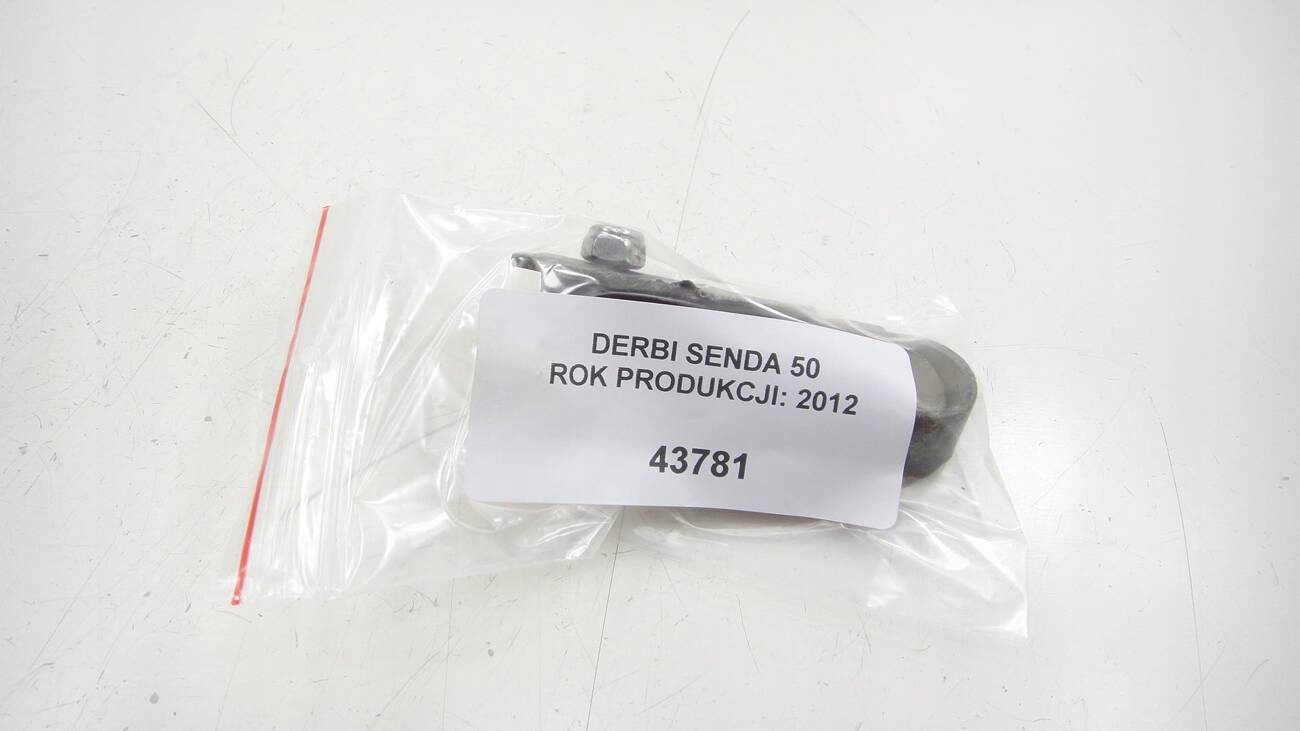 DERBI SENDA 50
ROK PRODUKCJI: 2012
43781